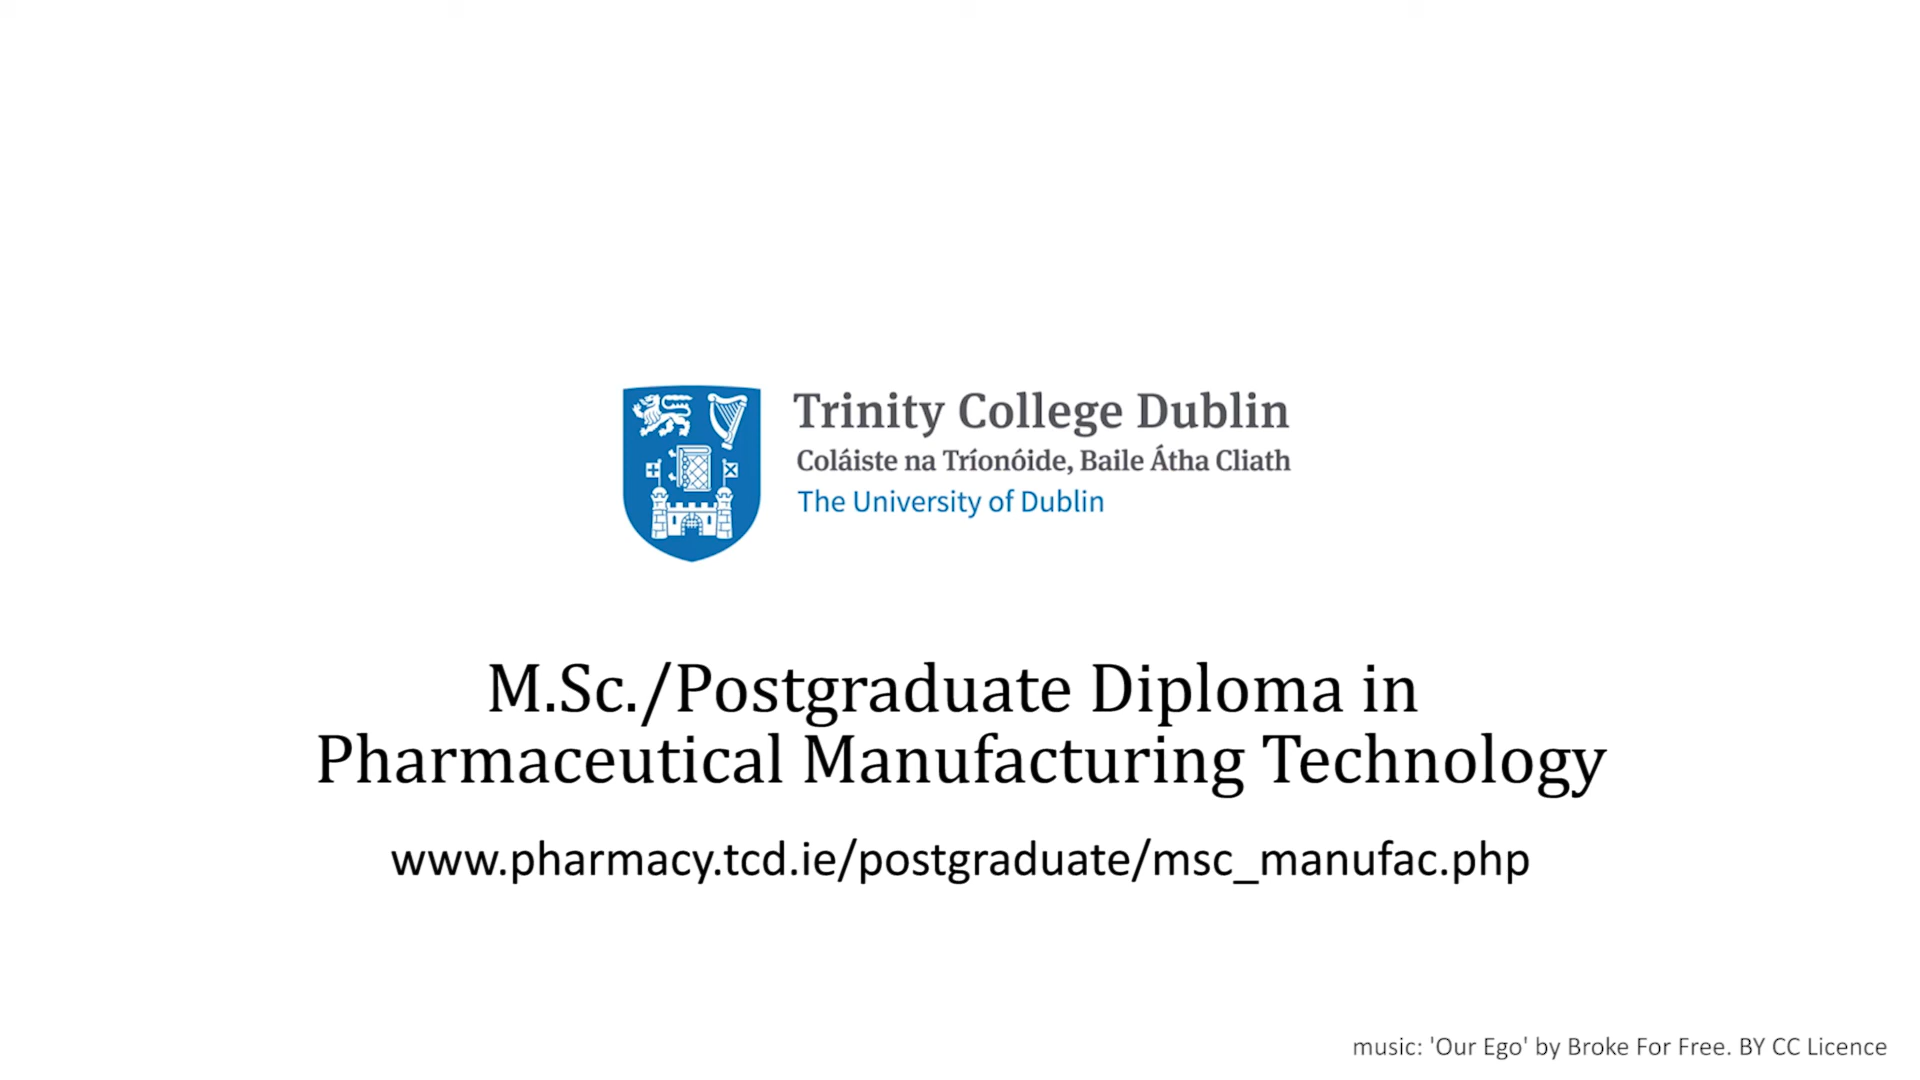 Trinity College Dublin
Coláiste na Tríonóide, Baile Átha Cliath
The University of Dublin
M.Sc./Postgraduate Diploma in
Pharmaceutical Manufacturing Technology
www.pharmacy.tcd.ie/postgraduate/msc_manufac.php
music: 'Our Ego' by Broke For Free. BY CC Licence